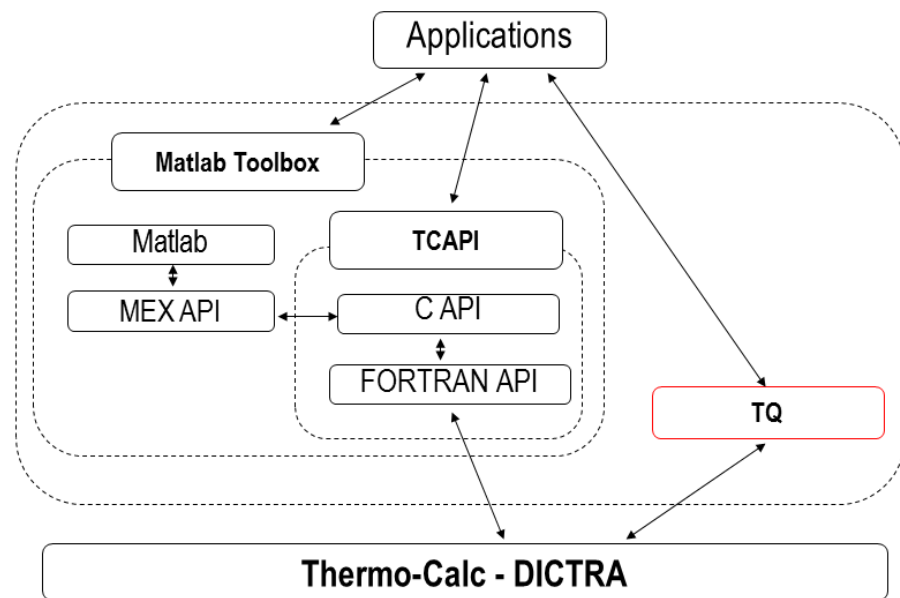 Applications
Matlab Toolbox
TCAPI
Matlab
MEX API
C API
FORTRAN API
TQ
Thermo-Calc - DICTRA